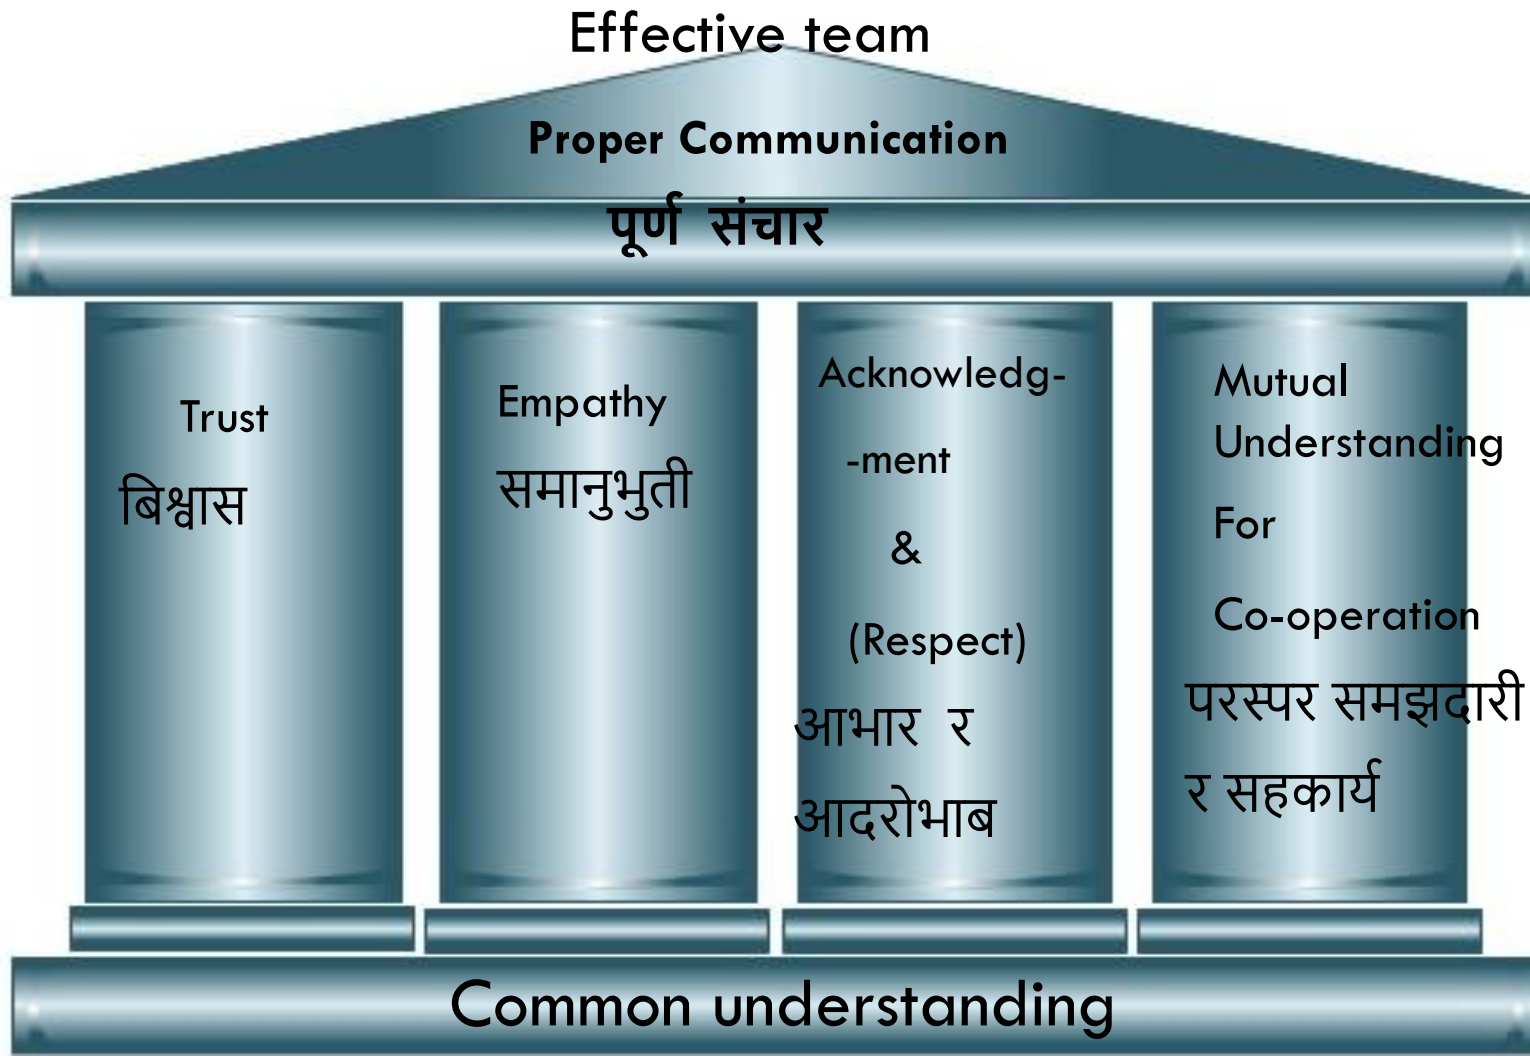 Effective team
Proper Communication
पूर्ण संचार
Trust
बिश्वास
Empathy
समानुभुती
Acknowledg-
-ment
&
(Respect)
आभार र
आदरोभाब
Mutual
Understanding
For
Co-operation
परस्पर समझदारी
र सहकार्य
Common understanding